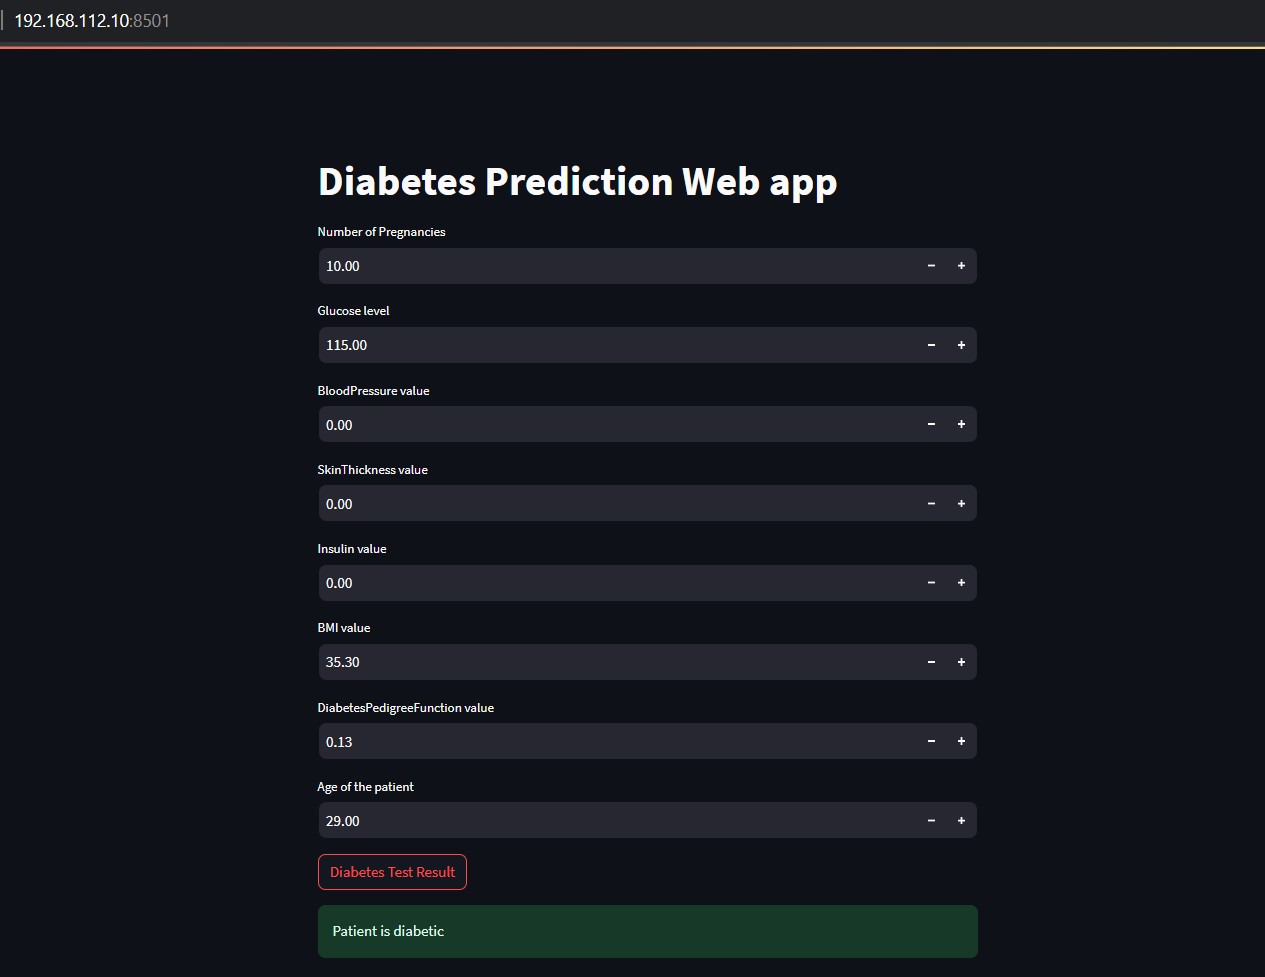 192.168.112.10:8501
Diabetes Prediction Web app
Number of Pregnancies
10.00
Glucose level
115.00
BloodPressure value
0.00
SkinThickness value
0.00
Insulin value
0.00
BMI value
35.30
DiabetesPedigreeFunction value
0.13
Age of the patient
29.00
Diabetes Test Result
Patient is diabetic